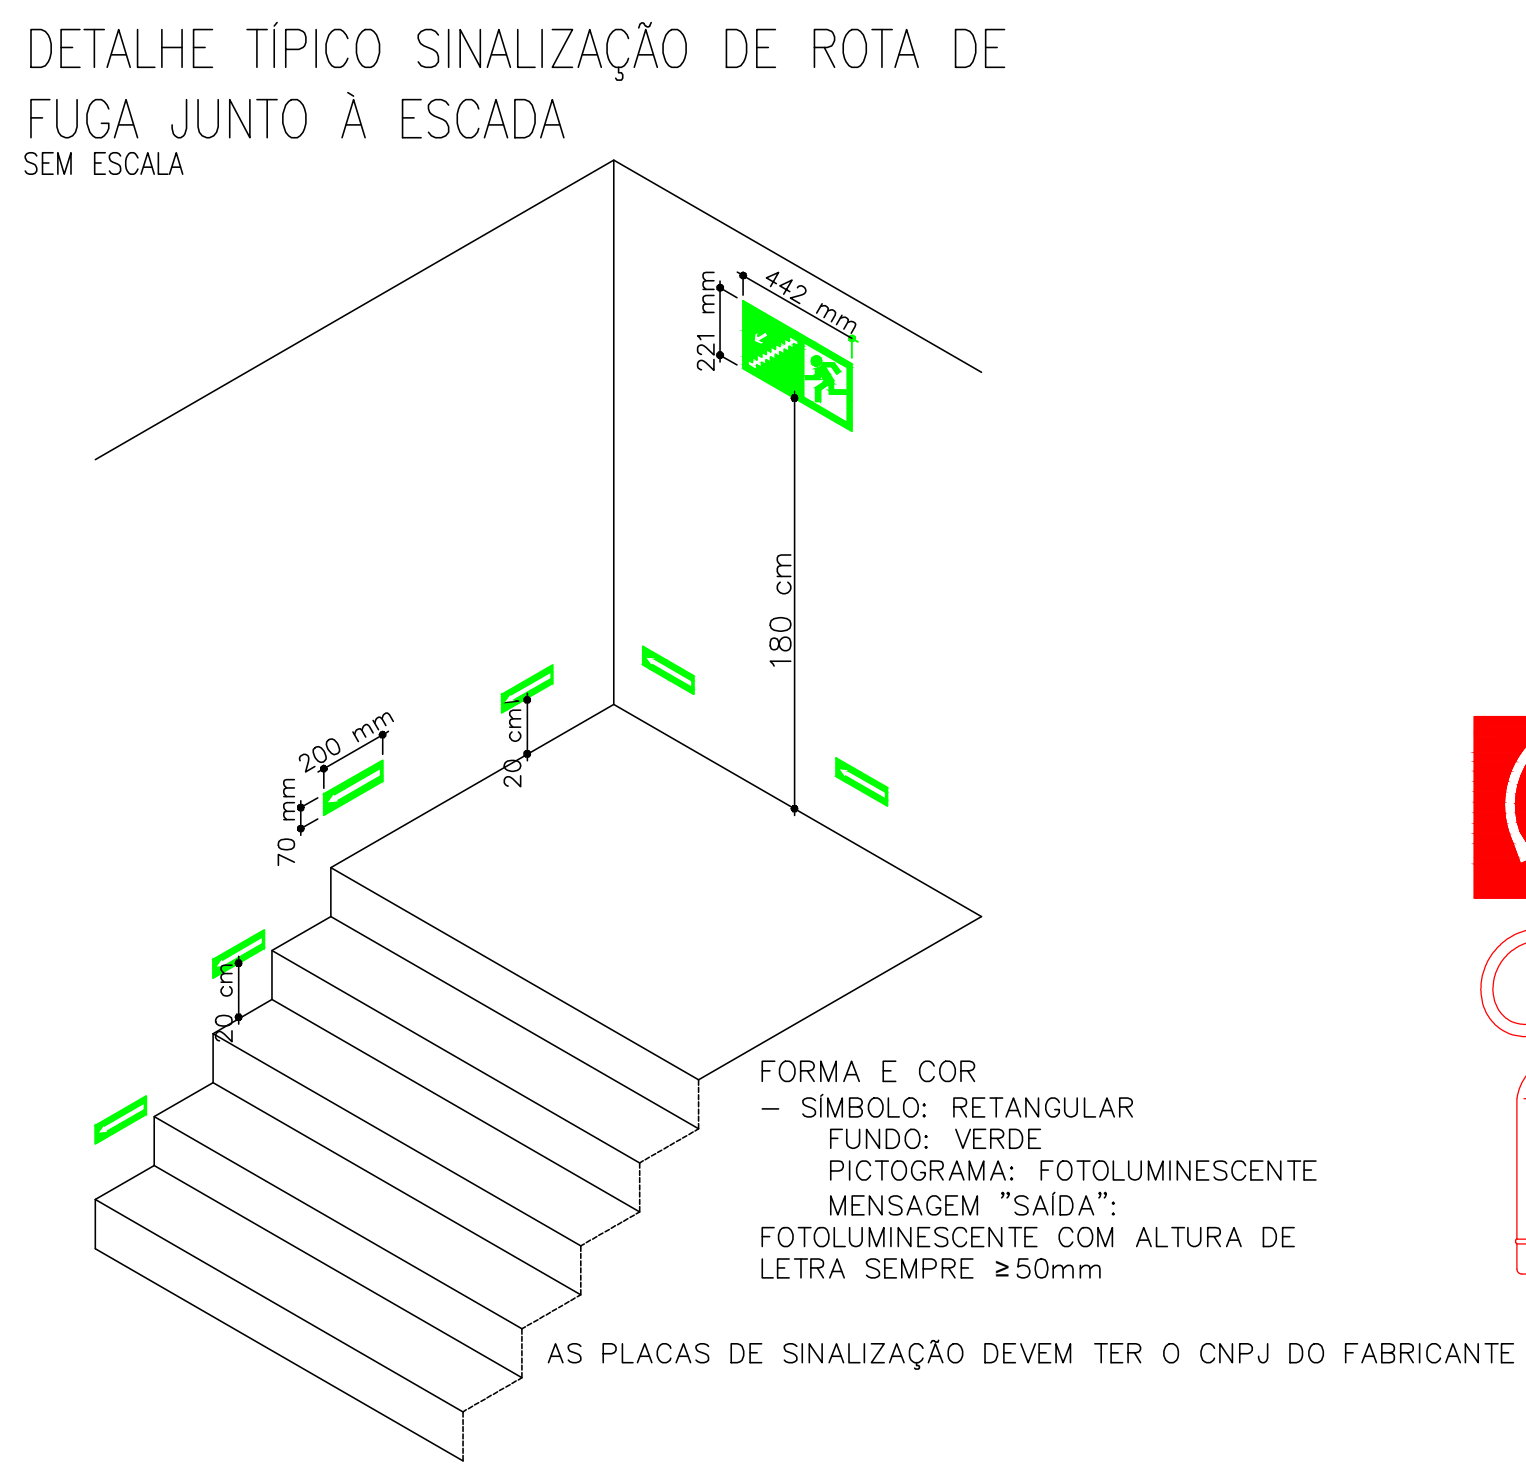 DETALHE TÍPICO SINALIZAÇÃO DE ROTA DE
FUGA JUNTO À ESCADA
SEM ESCALA
442 mm
221 mm
180 cm
20 cm
200 mm
70 mm
20 cm
FORMA E COR
- SÍMBOLO: RETANGULAR
FUNDO: VERDE
PICTOGRAMA: FOTOLUMINESCENTE
MENSAGEM "SAÍDA":
FOTOLUMINESCENTE COM ALTURA DE
LETRA SEMPRE ≥50mm
AS PLACAS DE SINALIZAÇÃO DEVEM TER O CNPJ DO FABRICANTE